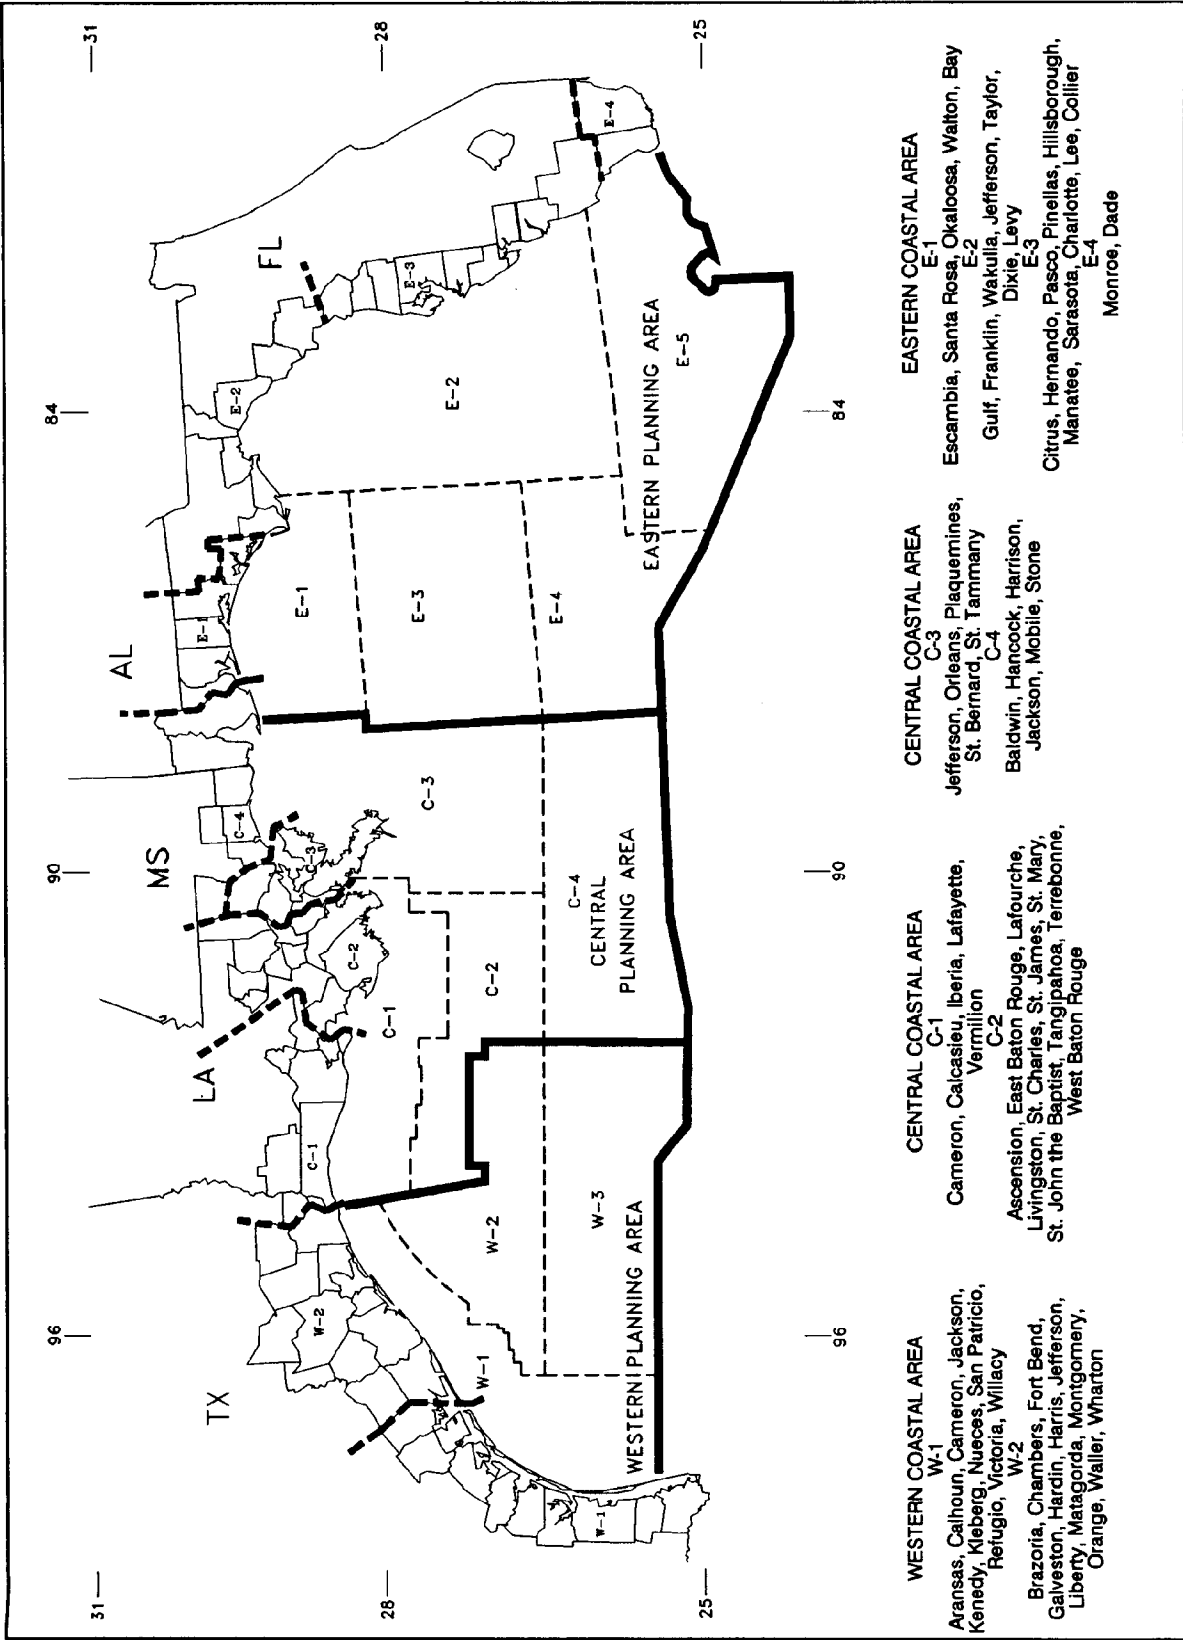 31
28
25
84
90
96
84
90
96
31
28
25
TX
LA
MS
AL
FL
W-1
W-2
C-1
C-2
C-3
C-4
E-1
E-2
E-3
E-4
W-1
W-2
W-3
C-1
C-2
C-3
C-4
E-1
E-2
E-3
E-4
E-5
WESTERN PLANNING AREA
CENTRAL
PLANNING AREA
EASTERN PLANNING AREA
WESTERN COASTAL AREA
W-1
Aransas, Calhoun, Cameron, Jackson,
Kenedy, Kleberg, Nueces, San Patricio,
Refugio, Victoria, Willacy
W-2
Brazoria, Chambers, Fort Bend,
Galveston, Hardin, Harris, Jefferson,
Liberty, Matagorda, Montgomery,
Orange, Waller, Wharton
CENTRAL COASTAL AREA
C-1
Cameron, Calcasieu, Iberia, Lafayette,
Vermilion
C-2
Ascension, East Baton Rouge, Lafourche,
Livingston, St. Charles, St. James, St. Mary,
St. John the Baptist, Tangipahoa, Terrebonne,
West Baton Rouge
CENTRAL COASTAL AREA
C-3
Jefferson, Orleans, Plaquemines,
St. Bernard, St. Tammany
C-4
Baldwin, Hancock, Harrison,
Jackson, Mobile, Stone
EASTERN COASTAL AREA
E-1
Escambia, Santa Rosa, Okaloosa, Walton, Bay
E-2
Gulf, Franklin, Wakulla, Jefferson, Taylor,
Dixie, Levy
E-3
Citrus, Hernando, Pasco, Pinellas, Hillsborough,
Manatee, Sarasota, Charlotte, Lee, Collier
E-4
Monroe, Dade